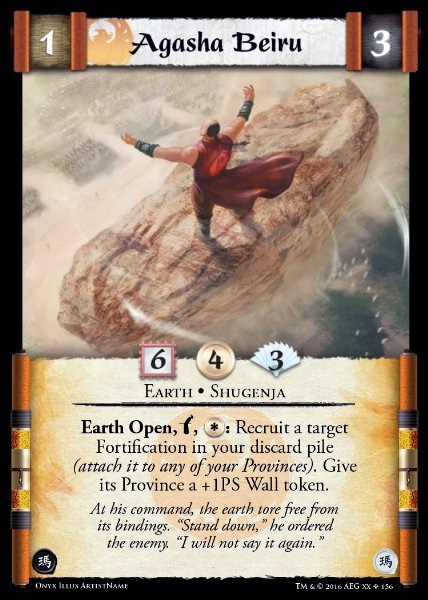 1 Agasha Beiru 3
6 4 3
Earth • Shugenja
Earth Open, , : Recruit a target
Fortification in your discard pile
(attach it to any of your Provinces). Give
its Province a +1PS Wall token.
At his command, the earth tore free from
its bindings. “Stand down,” he ordered
the enemy. “I will not say it again.”
瑪 瑪
Onyx Illus ArtistName TM & © 2016 AEG XX ❖ 156